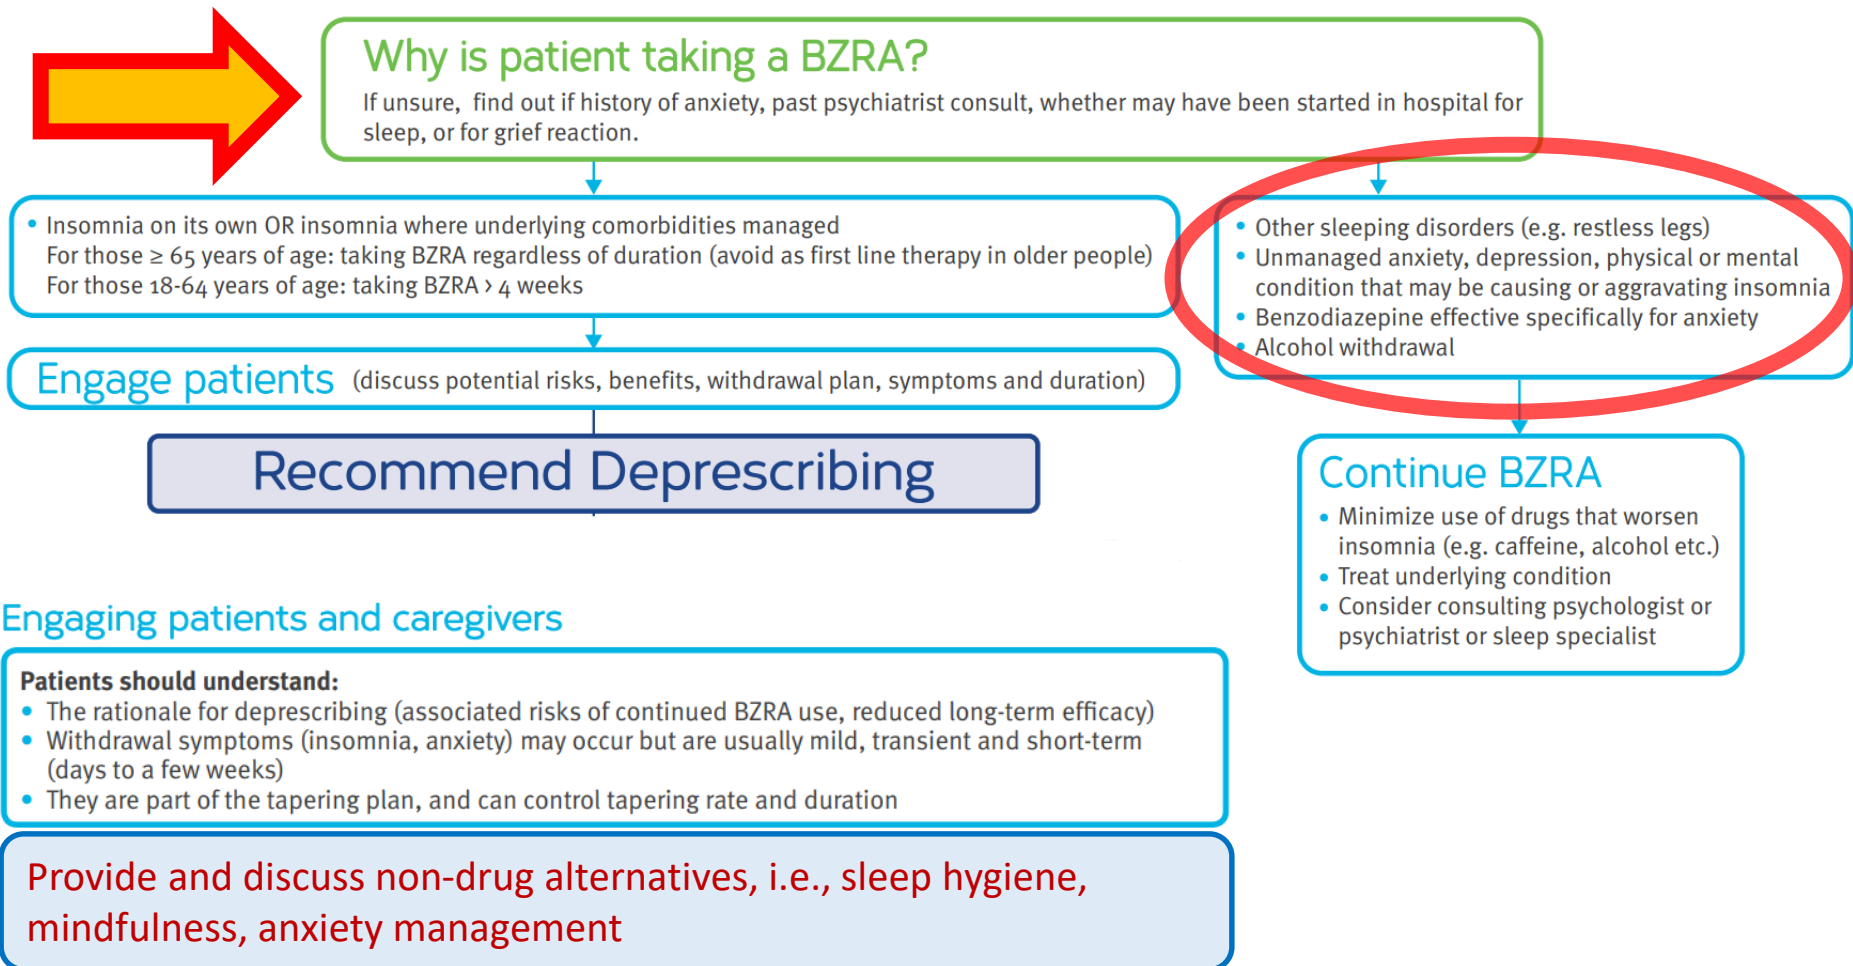 Why is patient taking a BZRA?
If unsure, find out if history of anxiety, past psychiatrist consult, whether may have been started in hospital for
sleep, or for grief reaction.
• Insomnia on its own OR insomnia where underlying comorbidities managed
For those ≥ 65 years of age: taking BZRA regardless of duration (avoid as first line therapy in older people)
For those 18-64 years of age: taking BZRA > 4 weeks
Engage patients (discuss potential risks, benefits, withdrawal plan, symptoms and duration)
Recommend Deprescribing
• Other sleeping disorders (e.g. restless legs)
• Unmanaged anxiety, depression, physical or mental
condition that may be causing or aggravating insomnia
• Benzodiazepine effective specifically for anxiety
• Alcohol withdrawal
Continue BZRA
• Minimize use of drugs that worsen
insomnia (e.g. caffeine, alcohol etc.)
• Treat underlying condition
• Consider consulting psychologist or
psychiatrist or sleep specialist
Engaging patients and caregivers
Patients should understand:
• The rationale for deprescribing (associated risks of continued BZRA use, reduced long-term efficacy)
• Withdrawal symptoms (insomnia, anxiety) may occur but are usually mild, transient and short-term
(days to a few weeks)
• They are part of the tapering plan, and can control tapering rate and duration
Provide and discuss non-drug alternatives, i.e., sleep hygiene,
mindfulness, anxiety management